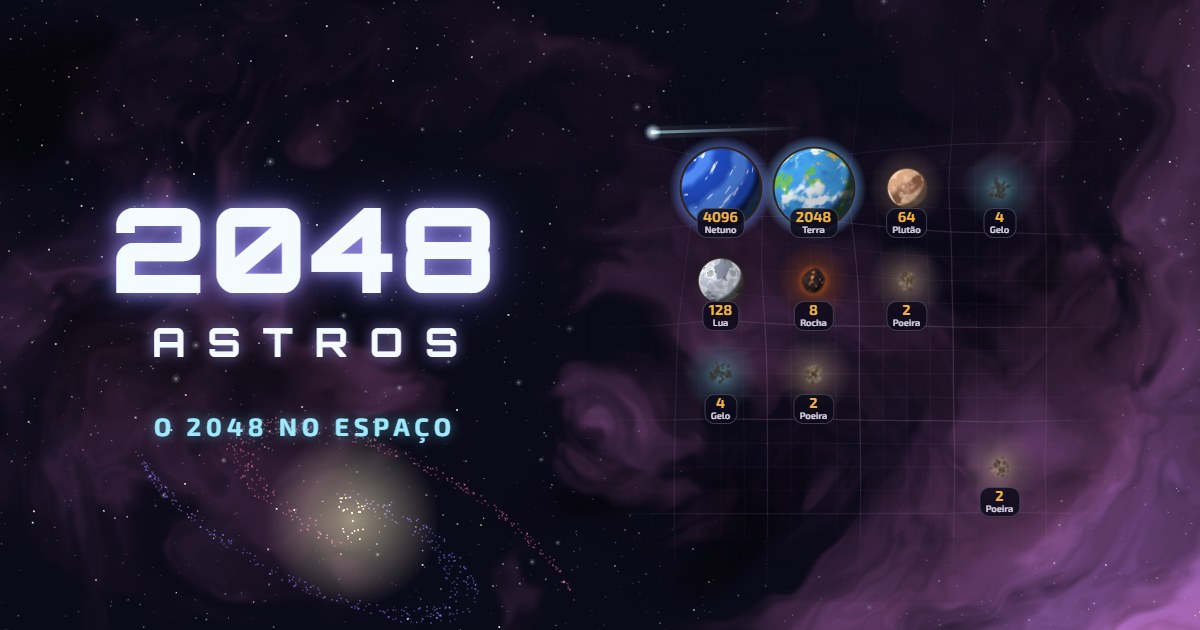 2048
ASTROS
O 2048 NO ESPAÇO
4096
Netuno
2048
Terra
64
Plutão
4
Gelo
128
Lua
8
Rocha
2
Poeira
4
Gelo
2
Poeira
2
Poeira